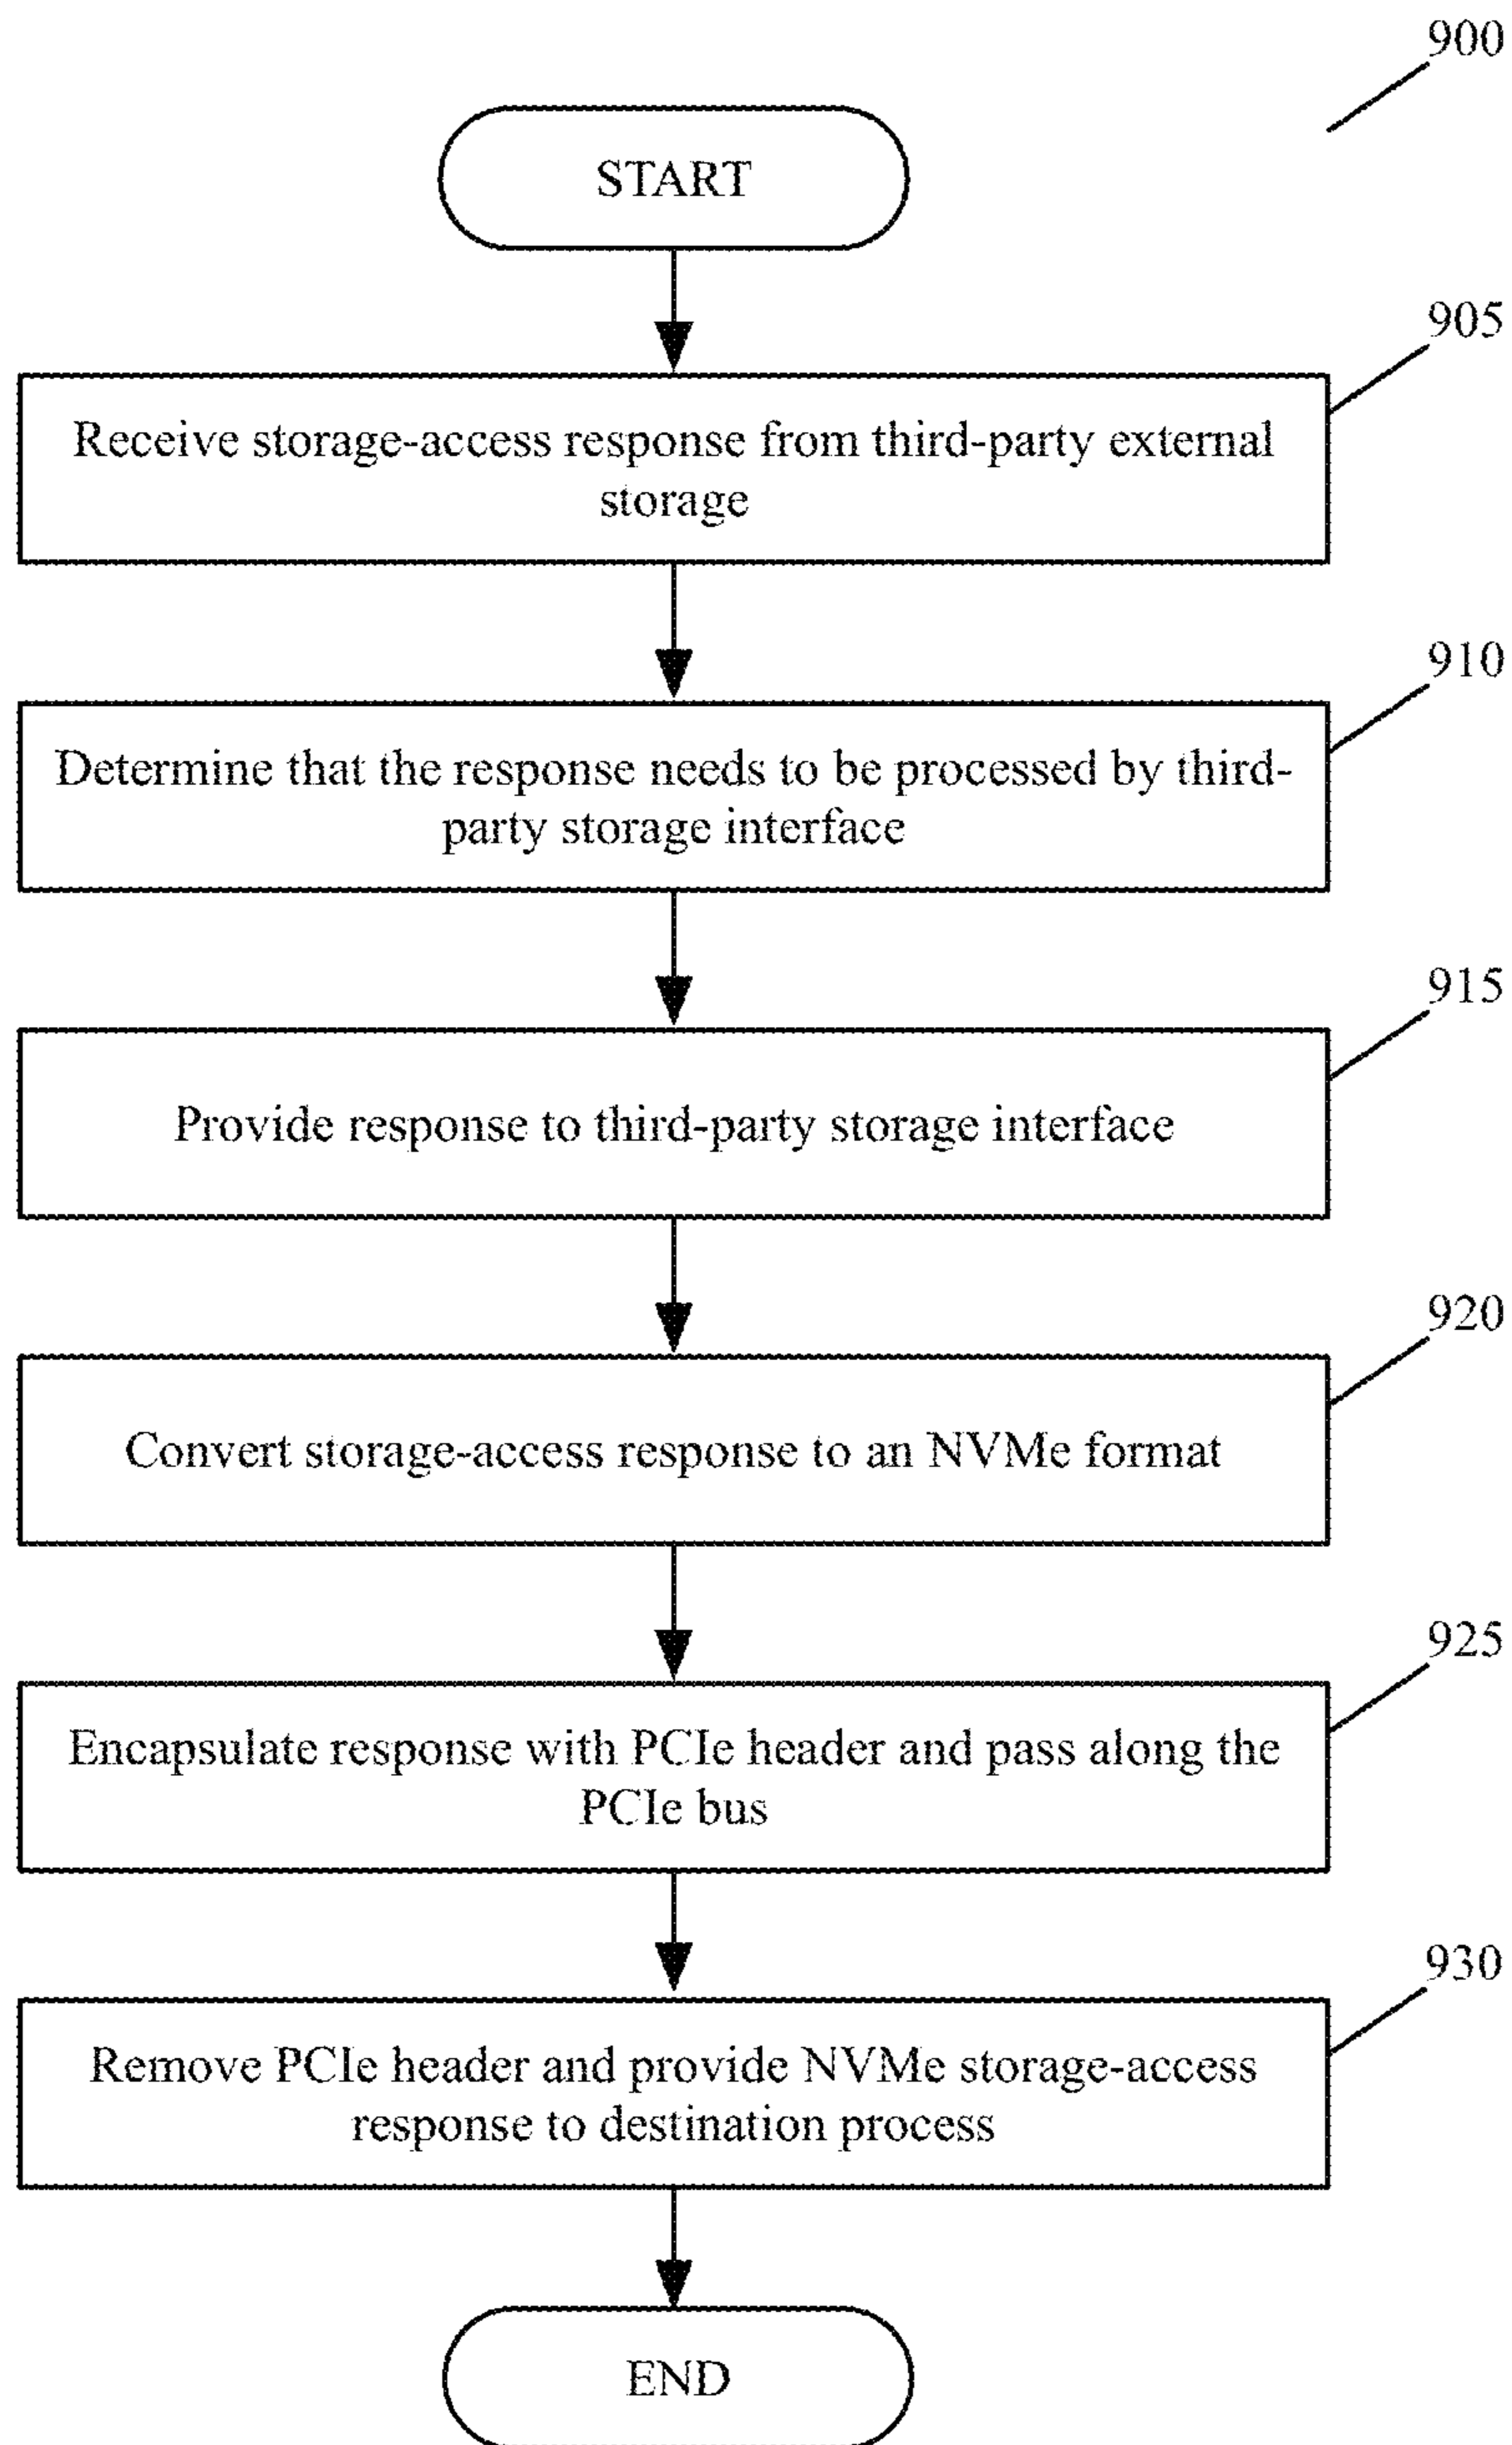 900
START
905
Receive storage-access response from third-party external
storage
910
Determine that the response needs to be processed by third-
party storage interface
915
Provide response to third-party storage interface
920
Convert storage-access response to an NVMe format
925
Encapsulate response with PCIe header and pass along the
PCIe bus
930
Remove PCIe header and provide NVMe storage-access
response to destination process
END